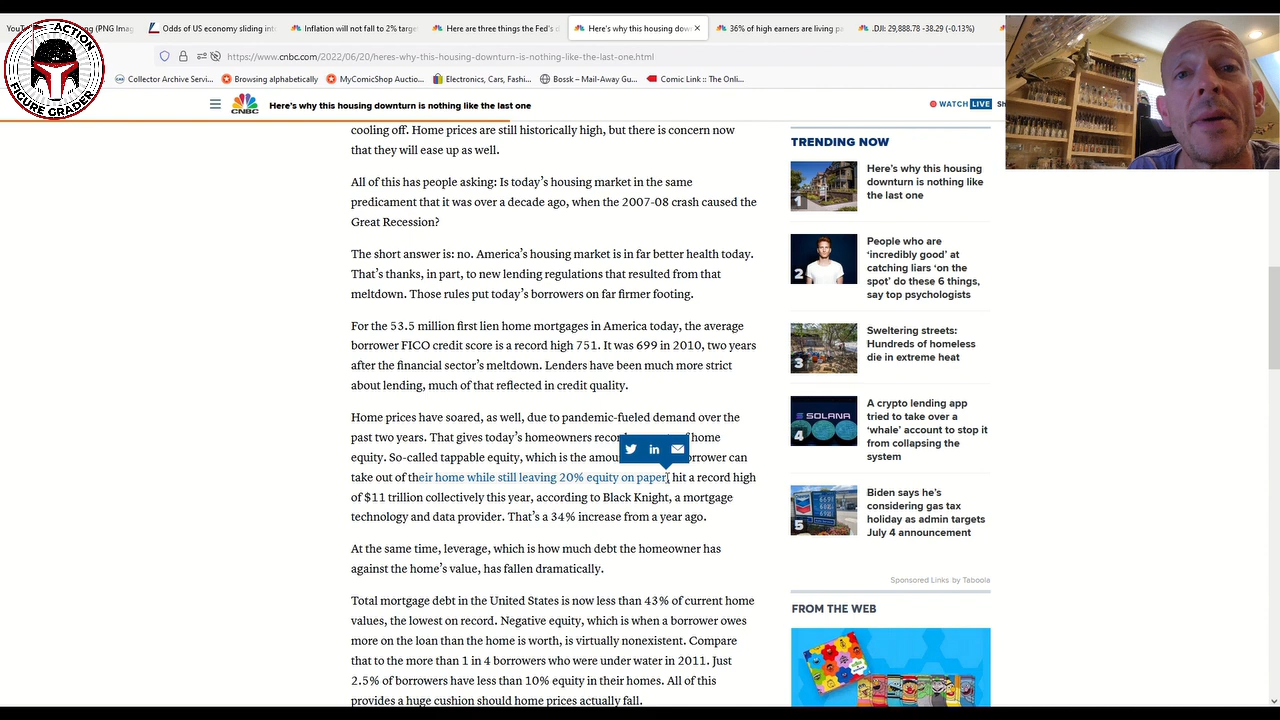 YouT
(PNG Imag
Odds of US economy sliding int
Inflation will not fall to 2% targe
Here are three things the Fed's d
Here's why this housing dow
36% of high earners are living pa
.DJI: 29,888.78 -38.29 (-0.13%)
ACTION
FIGURE GRADER
https://www.cnbc.com/2022/06/20/heres-why-this-housing-downturn-is-nothing-like-the-last-one.html
Collector Archive Servi...
Browsing alphabetically
MyComicShop Auctio...
Electronics, Cars, Fashi...
Bossk – Mail-Away Gu...
Comic Link :: The Onli...
CNBC
Here's why this housing downturn is nothing like the last one
WATCH LIVE
Sh
cooling off. Home prices are still historically high, but there is concern now
that they will ease up as well.
All of this has people asking: Is today's housing market in the same
predicament that it was over a decade ago, when the 2007-08 crash caused the
Great Recession?
The short answer is: no. America's housing market is in far better health today.
That's thanks, in part, to new lending regulations that resulted from that
meltdown. Those rules put today's borrowers on far firmer footing.
For the 53.5 million first lien home mortgages in America today, the average
borrower FICO credit score is a record high 751. It was 699 in 2010, two years
after the financial sector's meltdown. Lenders have been much more strict
about lending, much of that reflected in credit quality.
Home prices have soared, as well, due to pandemic-fueled demand over the
past two years. That gives today's homeowners recor home
equity. So-called tappable equity, which is the amou rrower can
take out of their home while still leaving 20% equity on paper, hit a record high
of $11 trillion collectively this year, according to Black Knight, a mortgage
technology and data provider. That's a 34% increase from a year ago.
At the same time, leverage, which is how much debt the homeowner has
against the home's value, has fallen dramatically.
Total mortgage debt in the United States is now less than 43% of current home
values, the lowest on record. Negative equity, which is when a borrower owes
more on the loan than the home is worth, is virtually nonexistent. Compare
that to the more than 1 in 4 borrowers who were under water in 2011. Just
2.5% of borrowers have less than 10% equity in their homes. All of this
provides a huge cushion should home prices actually fall.
TRENDING NOW
1
Here's why this housing
downturn is nothing like
the last one
2
People who are
'incredibly good' at
catching liars 'on the
spot' do these 6 things,
say top psychologists
3
Sweltering streets:
Hundreds of homeless
die in extreme heat
4
SOLANA
A crypto lending app
tried to take over a
'whale' account to stop it
from collapsing the
system
5
Biden says he's
considering gas tax
holiday as admin targets
July 4 announcement
Sponsored Links by Taboola
FROM THE WEB